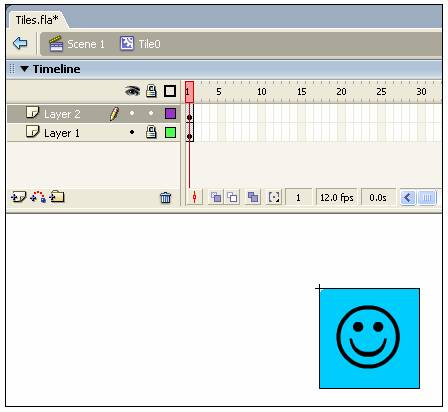 Tiles.fla*
Scene 1 Tile0
Timeline
1 5 10 15 20 25 30
Layer 2
Layer 1
1 12.0 fps 0.0s